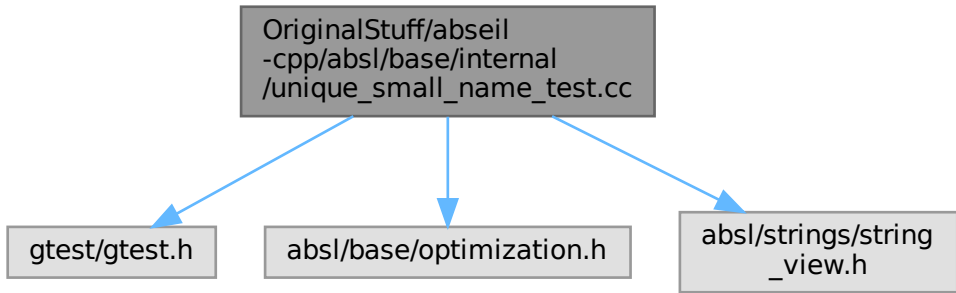 OriginalStuff/abseil
-cpp/absl/base/internal
/unique_small_name_test.cc
gtest/gtest.h
absl/base/optimization.h
absl/strings/string
_view.h